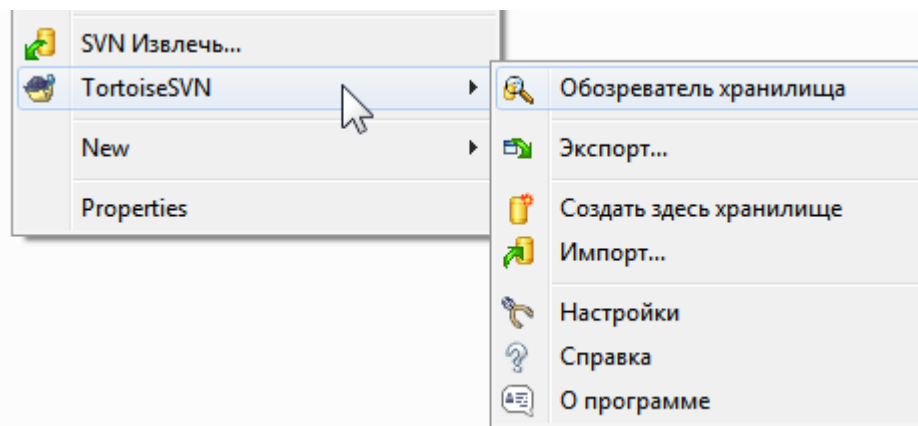 SVN Извлечь...
TortoiseSVN
New
Properties
Обозреватель хранилища
Экспорт...
Создать здесь хранилище
Импорт...
Настройки
Справка
О программе